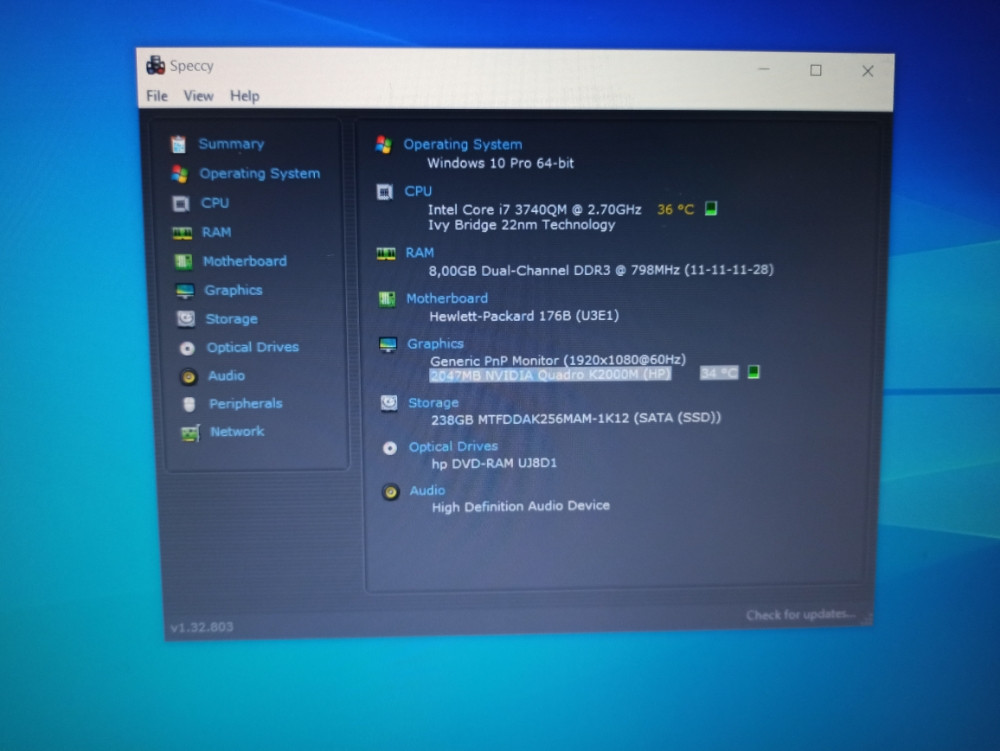 Speccy
File View Help
Summary
Operating System
CPU
RAM
Motherboard
Graphics
Storage
Optical Drives
Audio
Peripherals
Network
Operating System
Windows 10 Pro 64-bit
CPU
Intel Core i7 3740QM @ 2.70GHz 36 °C
Ivy Bridge 22nm Technology
RAM
8,00GB Dual-Channel DDR3 @ 798MHz (11-11-11-28)
Motherboard
Hewlett-Packard 176B (U3E1)
Graphics
Generic PnP Monitor (1920x1080@60Hz)
2047MB NVIDIA Quadro K2000M (HP) 34 °C
Storage
238GB MTFDDAK256MAM-1K12 (SATA (SSD))
Optical Drives
hp DVD-RAM UJ8D1
Audio
High Definition Audio Device
v1.32.803
Check for updates...